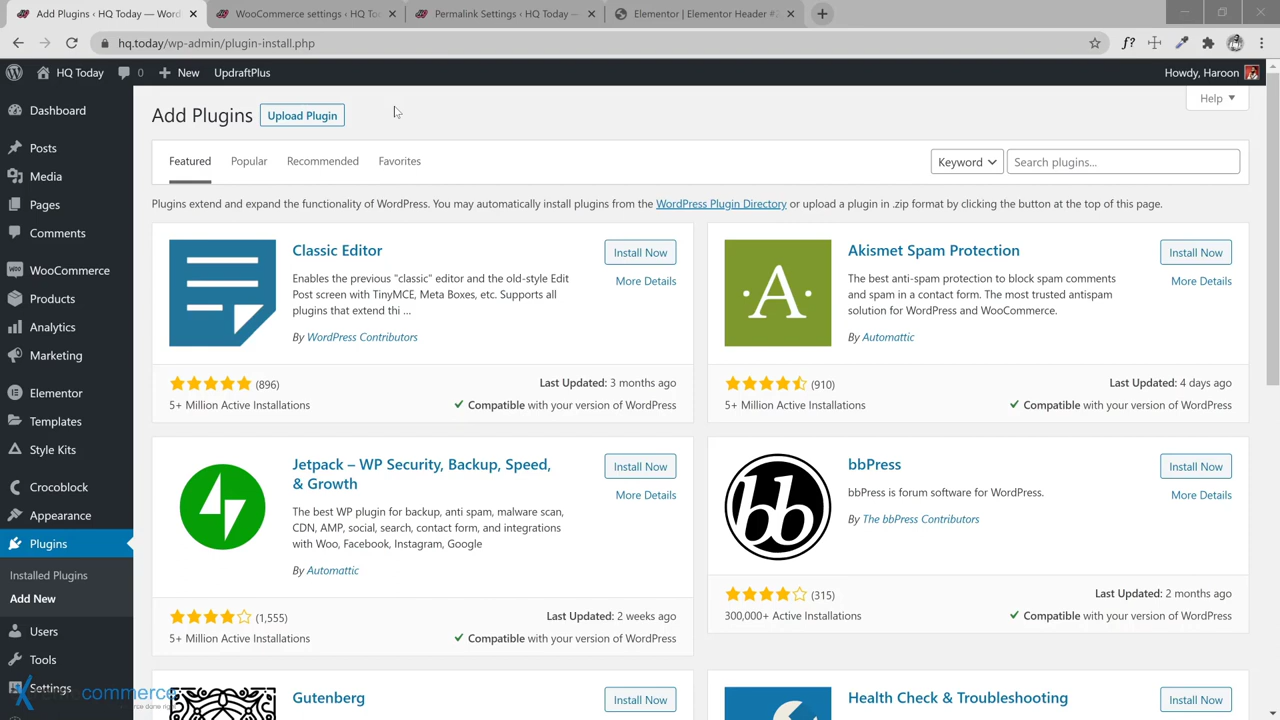 Add Plugins ‹ HQ Today — Word
WooCommerce settings ‹ HQ To
Permalink Settings ‹ HQ Today —
Elementor | Elementor Header #2
hq.today/wp-admin/plugin-install.php
f?
HQ Today
0
New
UpdraftPlus
Howdy, Haroon
Dashboard
Posts
Media
Pages
Comments
WOO
WooCommerce
Products
Analytics
Marketing
Elementor
Templates
Style Kits
Crocoblock
Appearance
Plugins
Installed Plugins
Add New
Users
Tools
Settings
commerce
Add Plugins
Upload Plugin
Help
Featured
Popular
Recommended
Favorites
Keyword
Search plugins...
Plugins extend and expand the functionality of WordPress. You may automatically install plugins from the WordPress Plugin Directory or upload a plugin in .zip format by clicking the button at the top of this page.
Classic Editor
Install Now
More Details
Enables the previous "classic" editor and the old-style Edit
Post screen with TinyMCE, Meta Boxes, etc. Supports all
plugins that extend thi ...
By WordPress Contributors
(896)
Last Updated: 3 months ago
5+ Million Active Installations
Compatible with your version of WordPress
·A·
Akismet Spam Protection
Install Now
More Details
The best anti-spam protection to block spam comments
and spam in a contact form. The most trusted antispam
solution for WordPress and WooCommerce.
By Automattic
(910)
Last Updated: 4 days ago
5+ Million Active Installations
Compatible with your version of WordPress
Jetpack – WP Security, Backup, Speed,
& Growth
Install Now
More Details
The best WP plugin for backup, anti spam, malware scan,
CDN, AMP, social, search, contact form, and integrations
with Woo, Facebook, Instagram, Google
By Automattic
(1,555)
Last Updated: 2 weeks ago
5+ Million Active Installations
Compatible with your version of WordPress
bb
bbPress
Install Now
More Details
bbPress is forum software for WordPress.
By The bbPress Contributors
(315)
Last Updated: 2 months ago
300,000+ Active Installations
Compatible with your version of WordPress
Gutenberg
Install Now
Health Check & Troubleshooting
Install Now